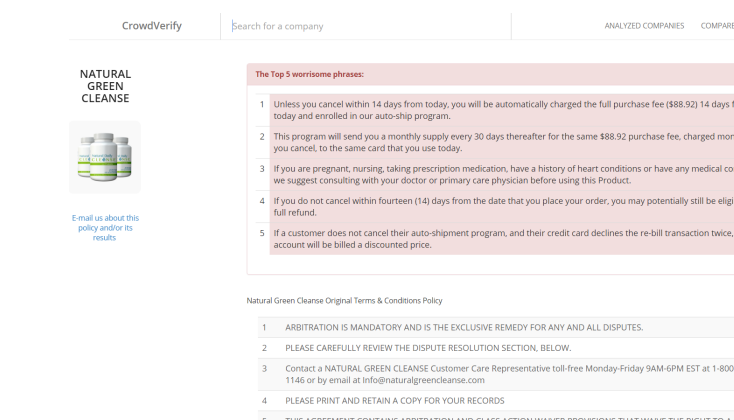 CrowdVerify
Search for a company
ANALYZED COMPANIES
COMPARE
NATURAL
GREEN
CLEANSE
E-mail us about this
policy and/or its
results
The Top 5 worrisome phrases:
1 Unless you cancel within 14 days from today, you will be automatically charged the full purchase fee ($88.92) 14 days
today and enrolled in our auto-ship program.
2 This program will send you a monthly supply every 30 days thereafter for the same $88.92 purchase fee, charged
you cancel, to the same card that you use today.
3 If you are pregnant, nursing, taking prescription medication, have a history of heart conditions or have any medical
we suggest consulting with your doctor or primary care physician before using this Product.
4 If you do not cancel within fourteen (14) days from the date that you place your order, you may potentially still be
full refund.
5 If a customer does not cancel their auto-shipment program, and their credit card declines the re-bill transaction twice,
account will be billed a discounted price.
Natural Green Cleanse Original Terms & Conditions Policy
1 ARBITRATION IS MANDATORY AND IS THE EXCLUSIVE REMEDY FOR ANY AND ALL DISPUTES.
2 PLEASE CAREFULLY REVIEW THE DISPUTE RESOLUTION SECTION, BELOW.
3 Contact a NATURAL GREEN CLEANSE Customer Care Representative toll-free Monday-Friday 9AM-6PM EST at 1-800
1146 or by email at Info@naturalgreencleanse.com
4 PLEASE PRINT AND RETAIN A COPY FOR YOUR RECORDS